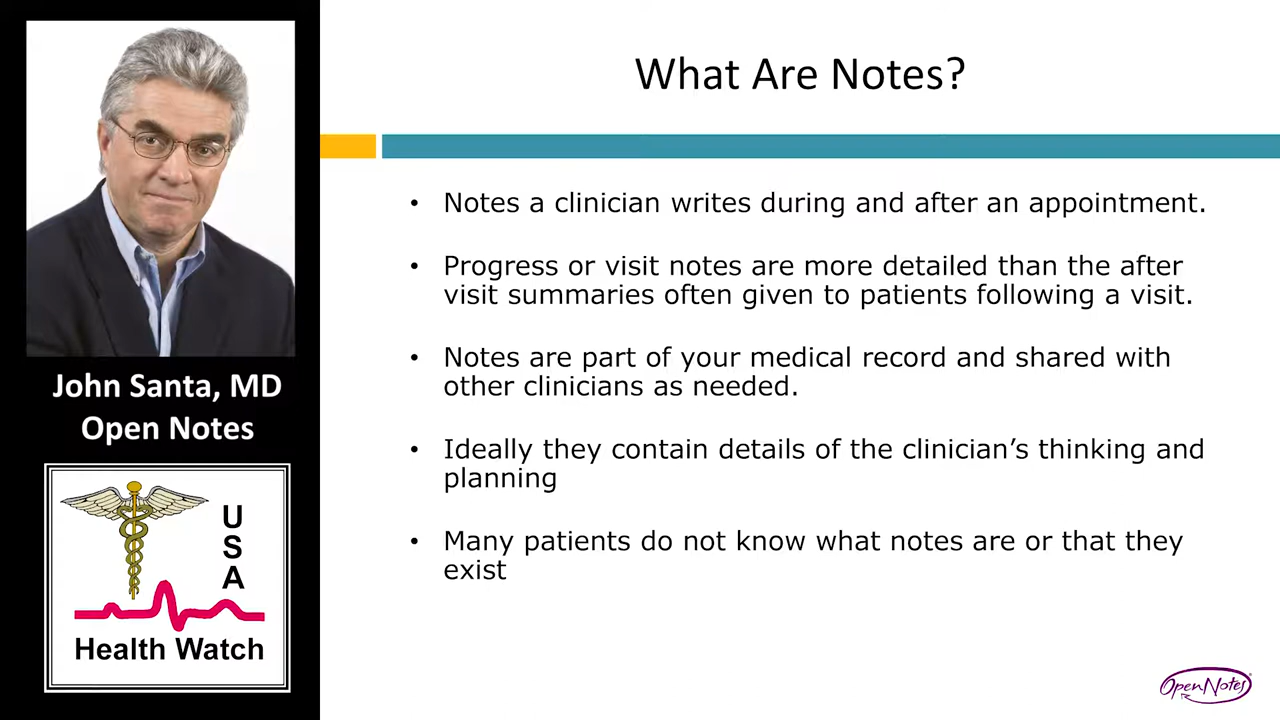 What Are Notes?
• Notes a clinician writes during and after an appointment.
• Progress or visit notes are more detailed than the after
visit summaries often given to patients following a visit.
• Notes are part of your medical record and shared with
other clinicians as needed.
• Ideally they contain details of the clinician’s thinking and
planning
• Many patients do not know what notes are or that they
exist
John Santa, MD
Open Notes
U
S
A
Health Watch
OpenNotes